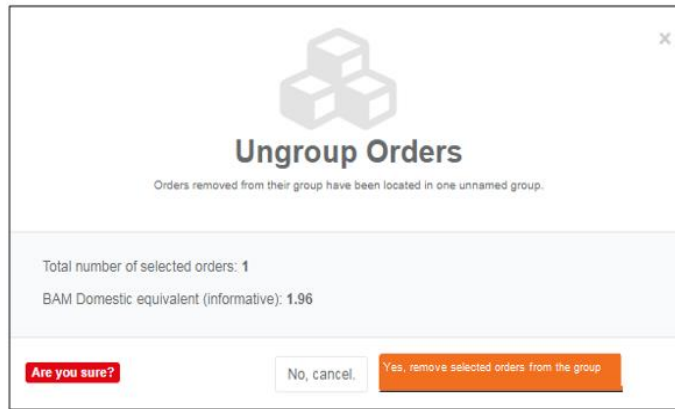 ×
Ungroup Orders
Orders removed from their group have been located in one unnamed group.
Total number of selected orders: 1
BAM Domestic equivalent (informative): 1.96
Are you sure?
No, cancel.
Yes, remove selected orders from the group